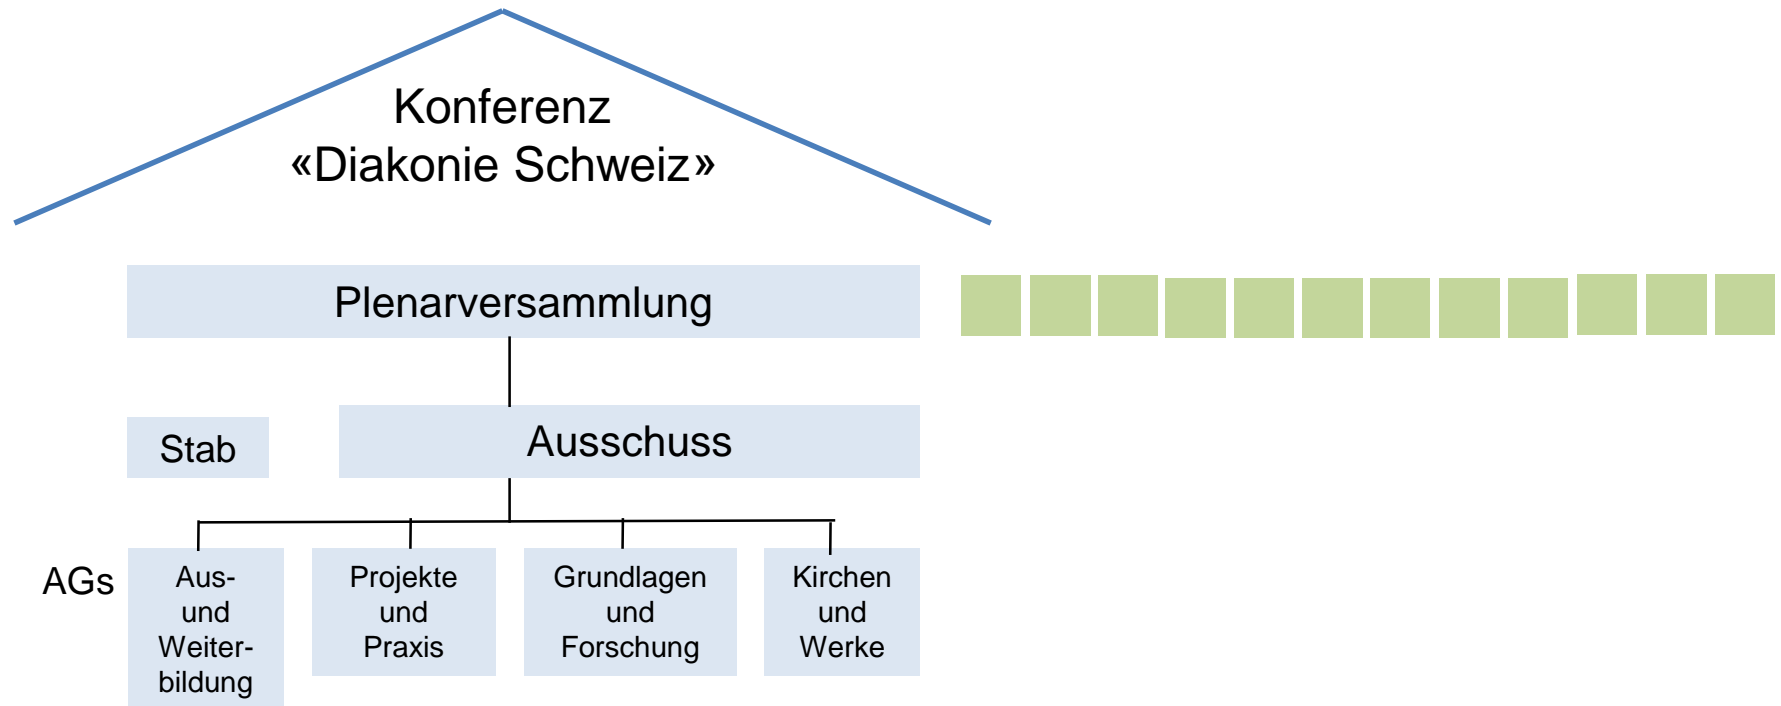 Konferenz
«Diakonie Schweiz»
Plenarversammlung
Stab
Ausschuss
AGs
Aus-
und
Weiter-
bildung
Projekte
und
Praxis
Grundlagen
und
Forschung
Kirchen
und
Werke